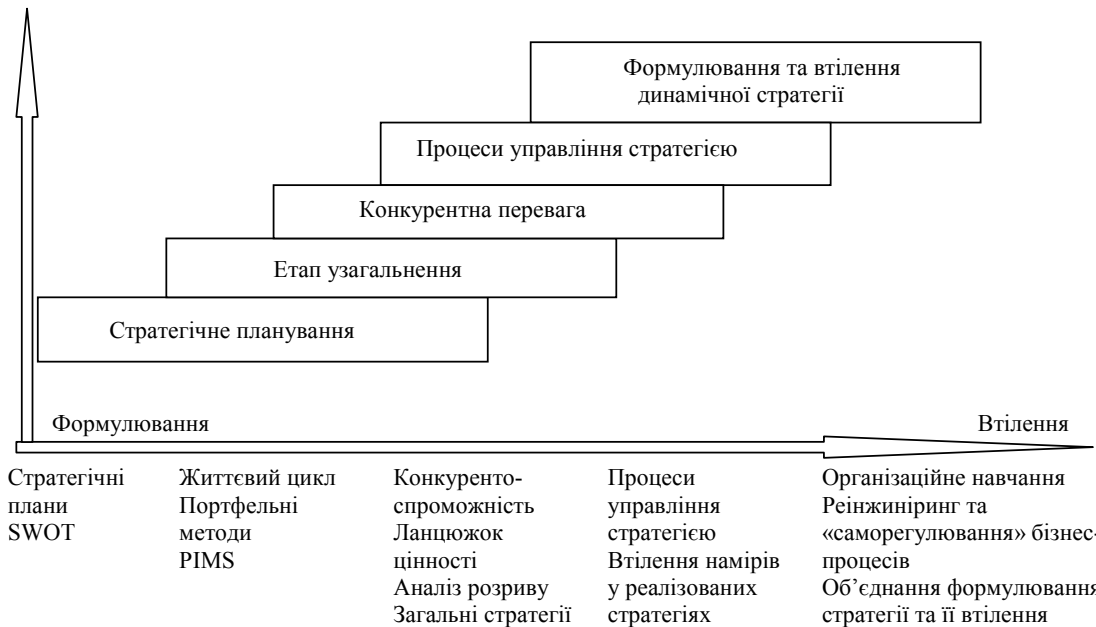 Формулювання та втілення
динамічної стратегії
Процеси управління стратегією
Конкурентна перевага
Етап узагальнення
Стратегічне планування
Формулювання
Втілення
Стратегічні
плани
SWOT
Життєвий цикл
Портфельні
методи
PIMS
Конкуренто-
спроможність
Ланцюжок
цінності
Аналіз розриву
Загальні стратегії
Процеси
управління
стратегією
Втілення намірів
у реалізованих
стратегіях
Організаційне навчання
Реінжиніринг та
«саморегулювання» бізнес-
процесів
Об’єднання формулювання
стратегії та її втілення